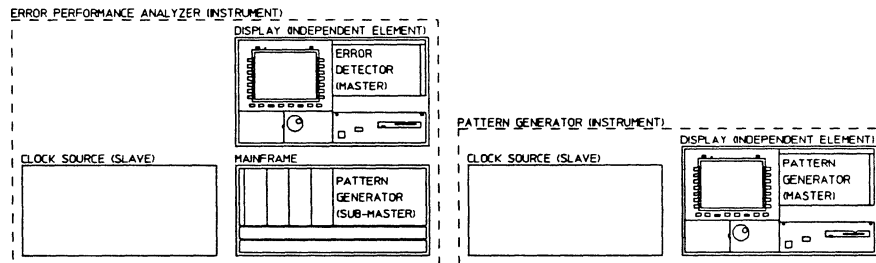 ERROR PERFORMANCE ANALYZER (INSTRUMENT)
DISPLAY (INDEPENDENT ELEMENT)
ERROR
DETECTOR
(MASTER)
CLOCK SOURCE (SLAVE)
MAINFRAME
PATTERN
GENERATOR
(SUB-MASTER)
PATTERN GENERATOR (INSTRUMENT)
DISPLAY (INDEPENDENT ELEMENT)
CLOCK SOURCE (SLAVE)
PATTERN
GENERATOR
(MASTER)